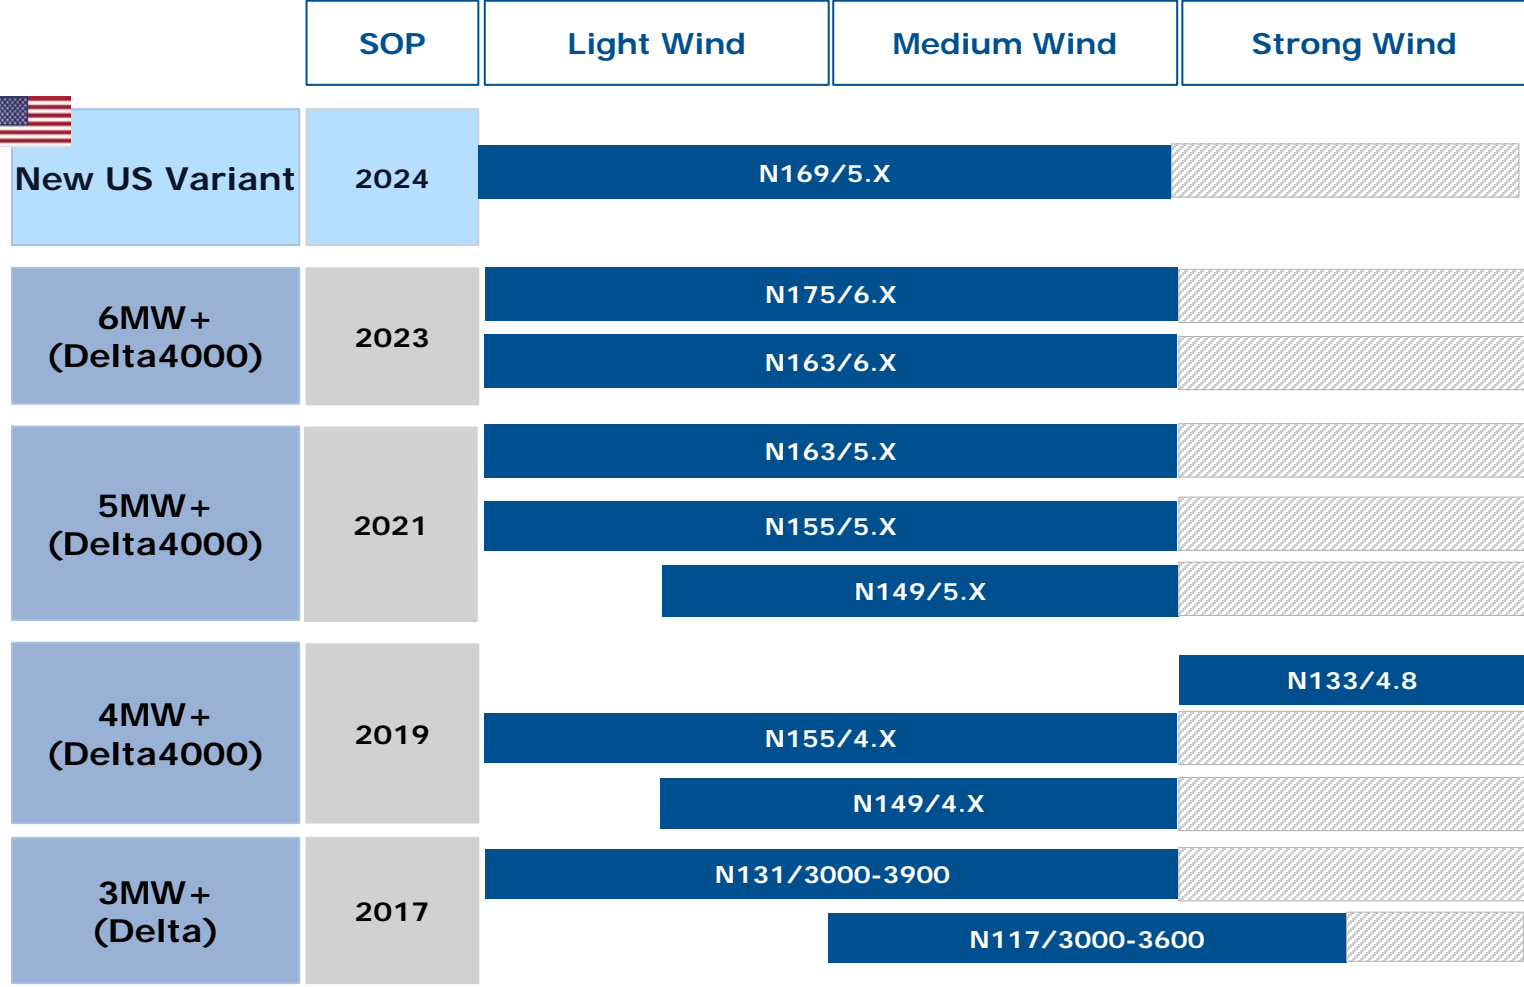 SOP
Light Wind
Medium Wind
Strong Wind
New US Variant
2024
N169/5.X
6MW+
(Delta4000)
2023
N175/6.X
N163/6.X
5MW+
(Delta4000)
2021
N163/5.X
N155/5.X
N149/5.X
4MW+
(Delta4000)
2019
N133/4.8
N155/4.X
N149/4.X
3MW+
(Delta)
2017
N131/3000-3900
N117/3000-3600